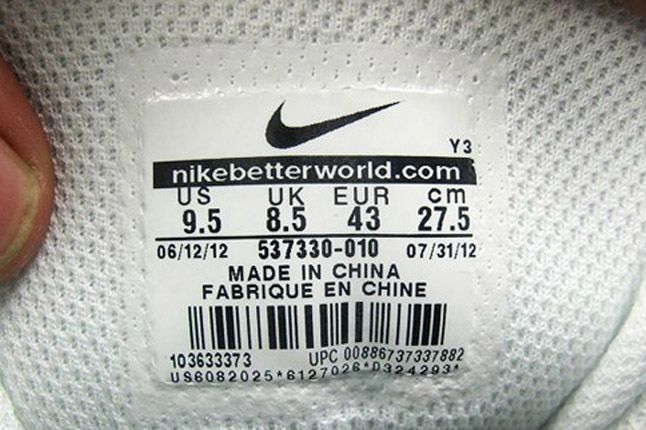 Y3
nikebetterworld.com
US UK EUR cm
9.5 8.5 43 27.5
06/12/12 537330-010 07/31/12
MADE IN CHINA
FABRIQUE EN CHINE
103633373 UPC 00886737337882
US6082025*6127026*D324293*